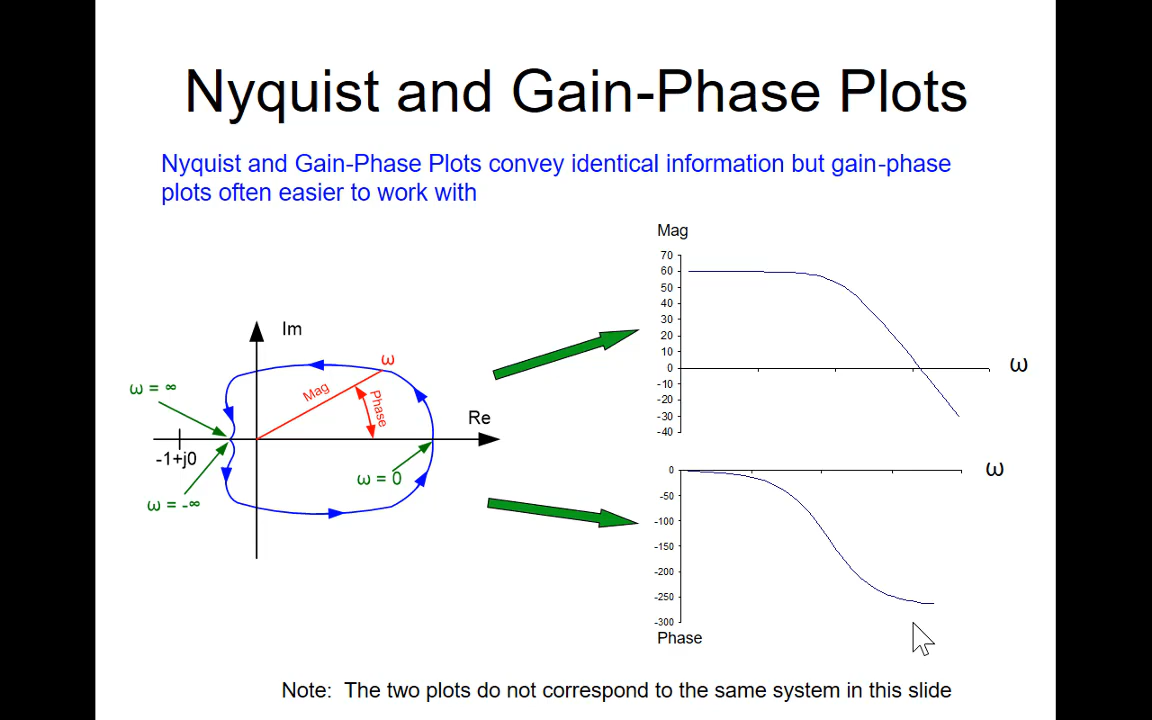 Nyquist and Gain-Phase Plots
Nyquist and Gain-Phase Plots convey identical information but gain-phase
plots often easier to work with
Im
ω
Mag
Phase
Re
ω = ∞
-1+j0
ω = 0
ω = -∞
Mag
70
60
50
40
30
20
10
0
-10
-20
-30
-40
ω
0
-50
-100
-150
-200
-250
-300
ω
Phase
Note: The two plots do not correspond to the same system in this slide